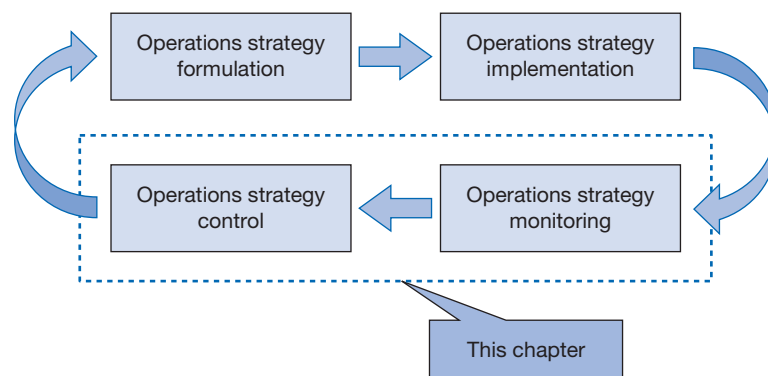 Operations strategy
formulation
Operations strategy
implementation
Operations strategy
control
Operations strategy
monitoring
This chapter